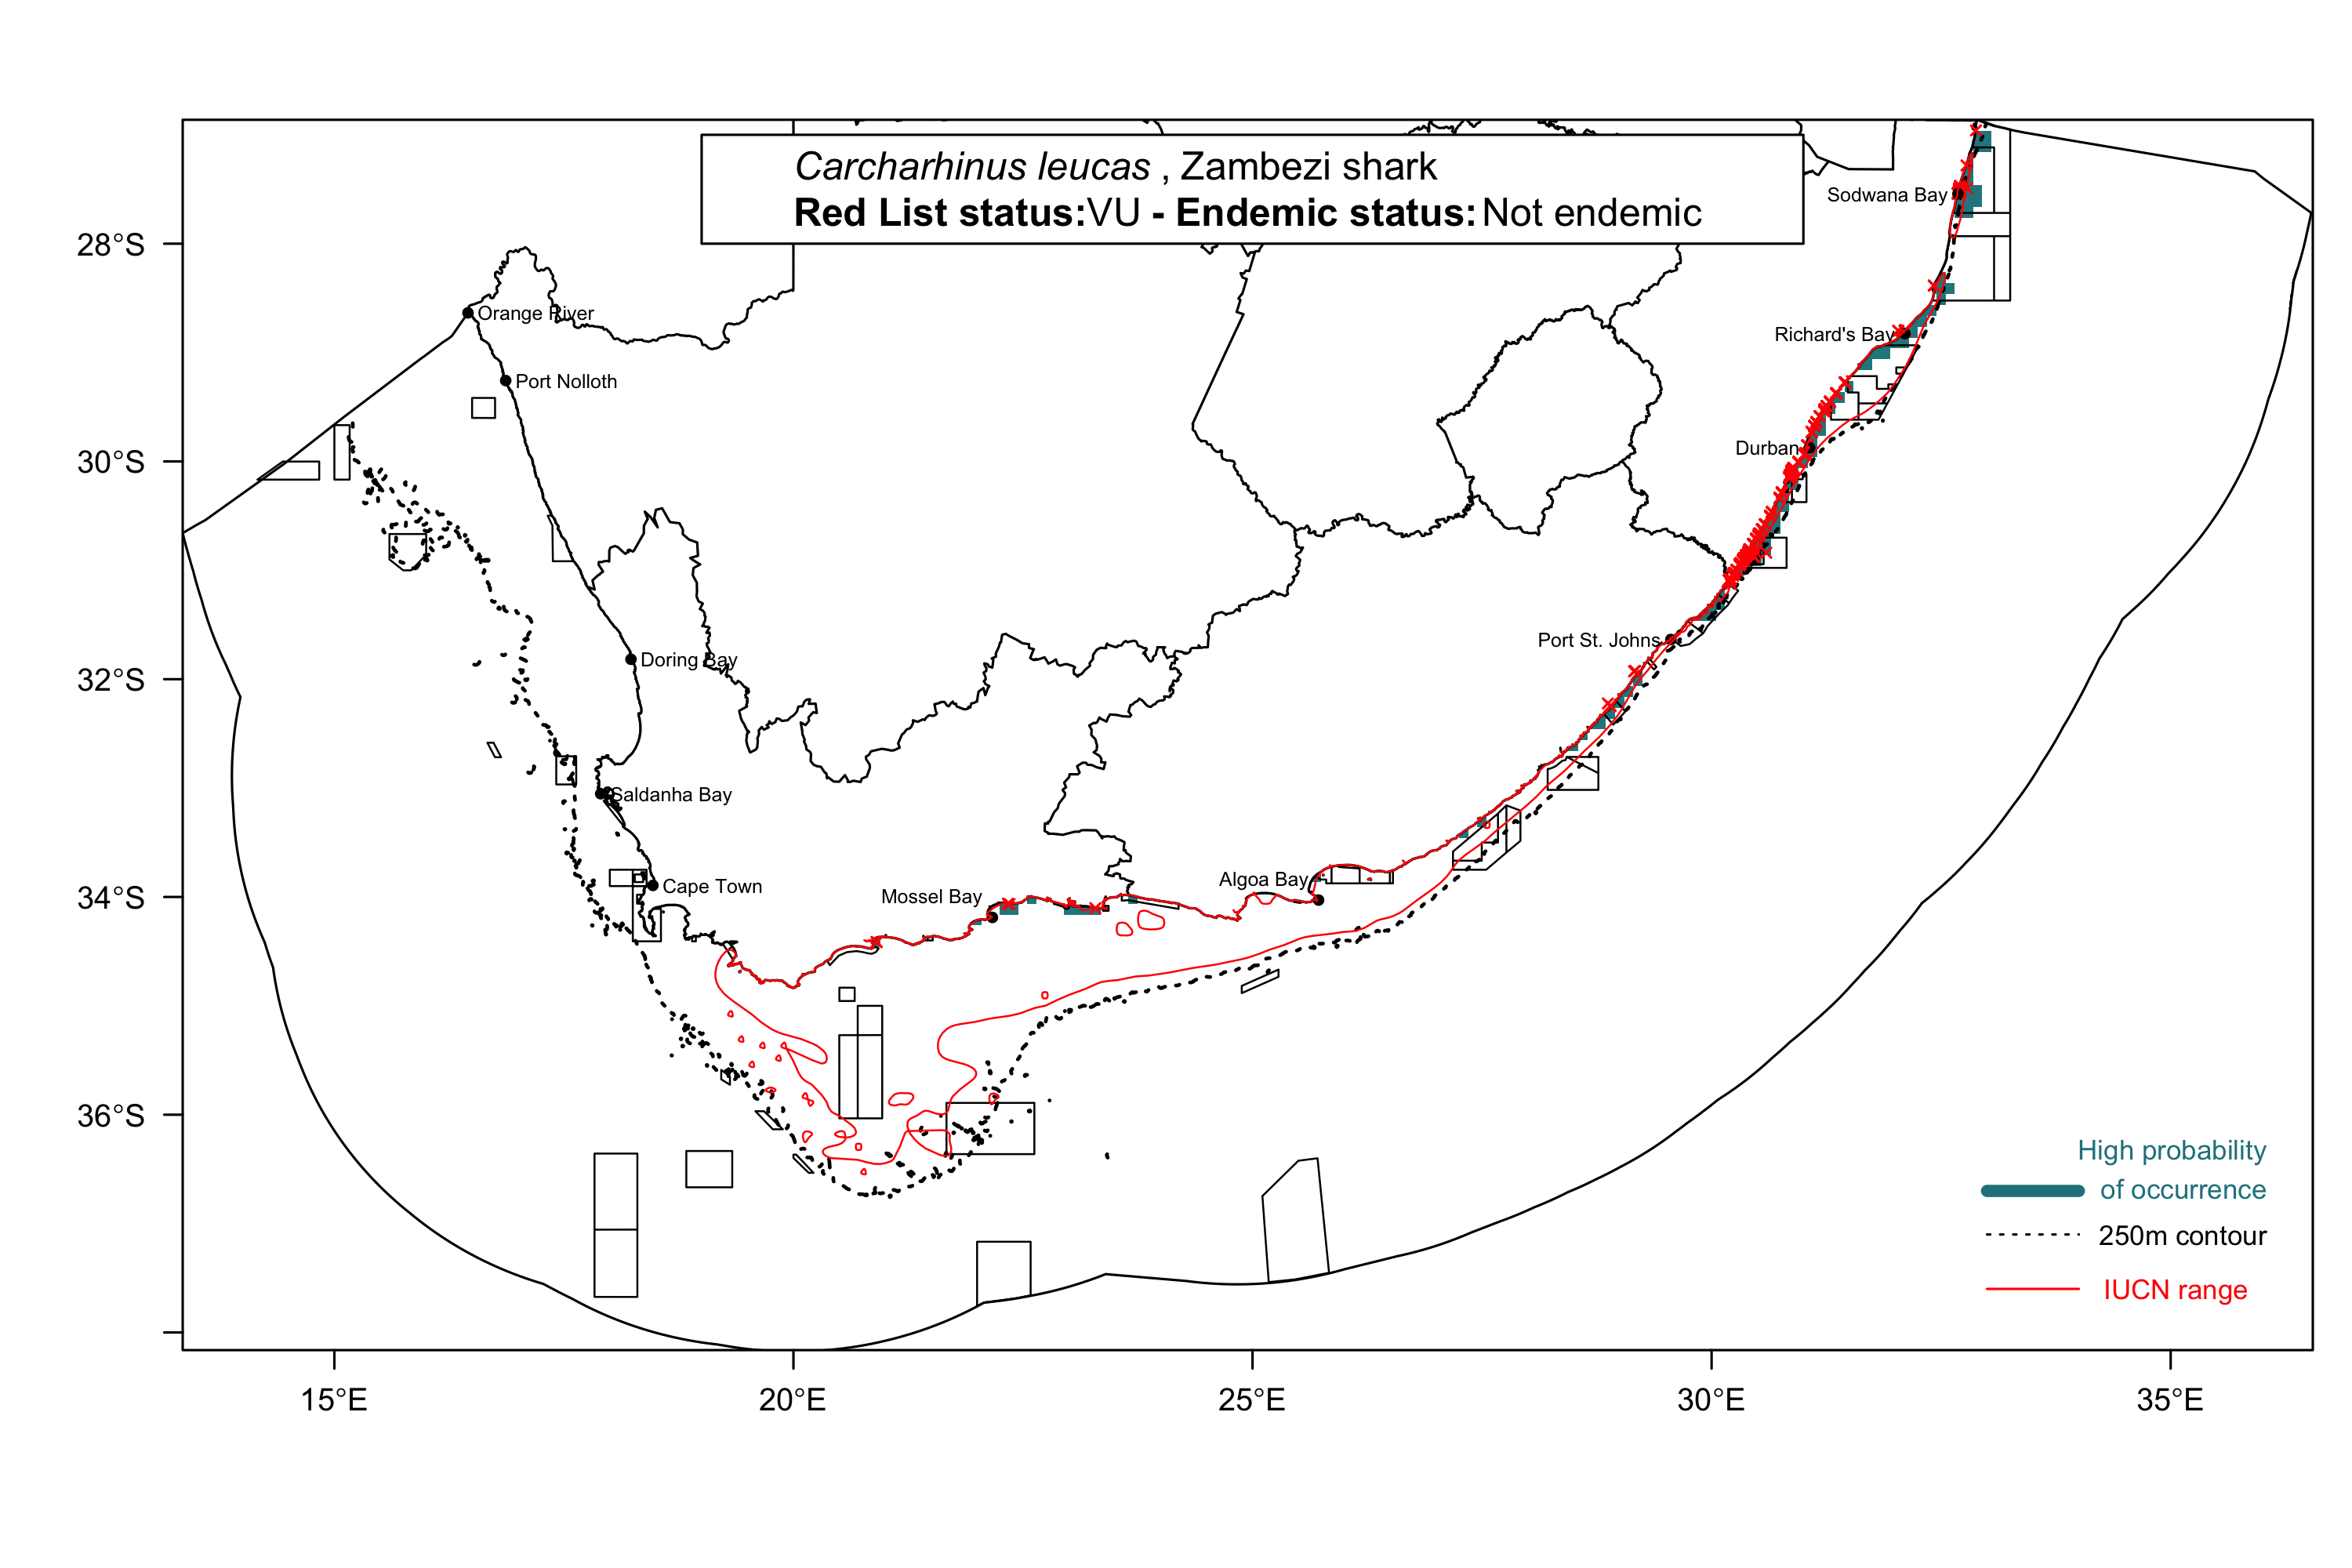 Carcharhinus leucas , Zambezi shark
Red List status:VU - Endemic status: Not endemic
Sodwana Bay
28°S
Orange River
Richard's Bay
Port Nolloth
Durban
30°S
Port St. Johns
Doring Bay
32°S
Saldanha Bay
Algoa Bay
Cape Town
Mossel Bay
34°S
36°S
High probability
of occurrence
250m contour
IUCN range
15°E
20°E
25°E
30°E
35°E